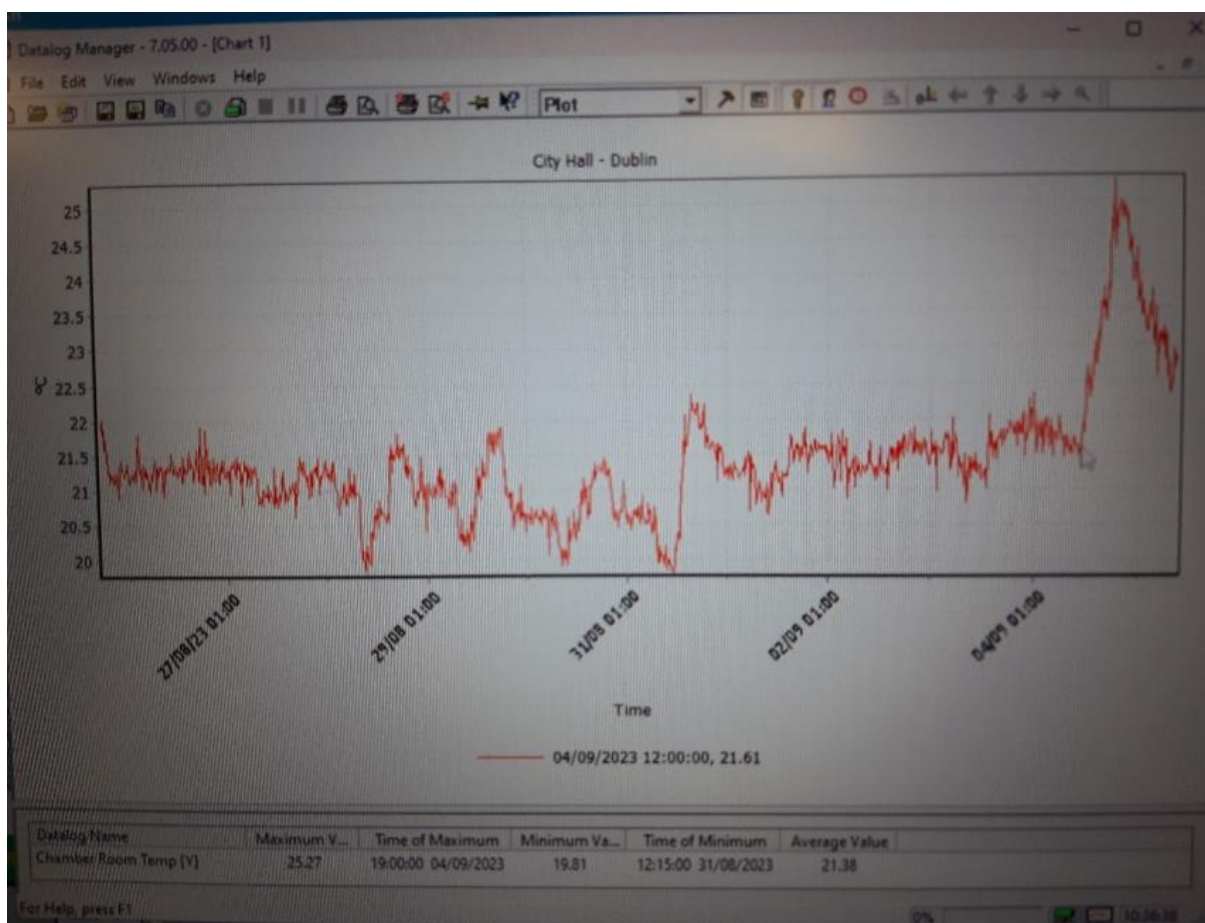 Datalog Manager - 7.05.00 - [Chart 1]
File Edit View Windows Help
Plot
City Hall - Dublin
25
24.5
24
23.5
23
22.5
22
21.5
21
20.5
20
°C
27/08/23 01:00
29/08 01:00
31/08 01:00
02/09 01:00
04/09 01:00
Time
04/09/2023 12:00:00, 21.61
Datalog Name Maximum V... Time of Maximum Minimum Va... Time of Minimum Average Value
Chamber Room Temp (V) 25.27 19:00:00 04/09/2023 19.81 12:15:00 31/08/2023 21.38
For Help, press F1
0% 10:36:38